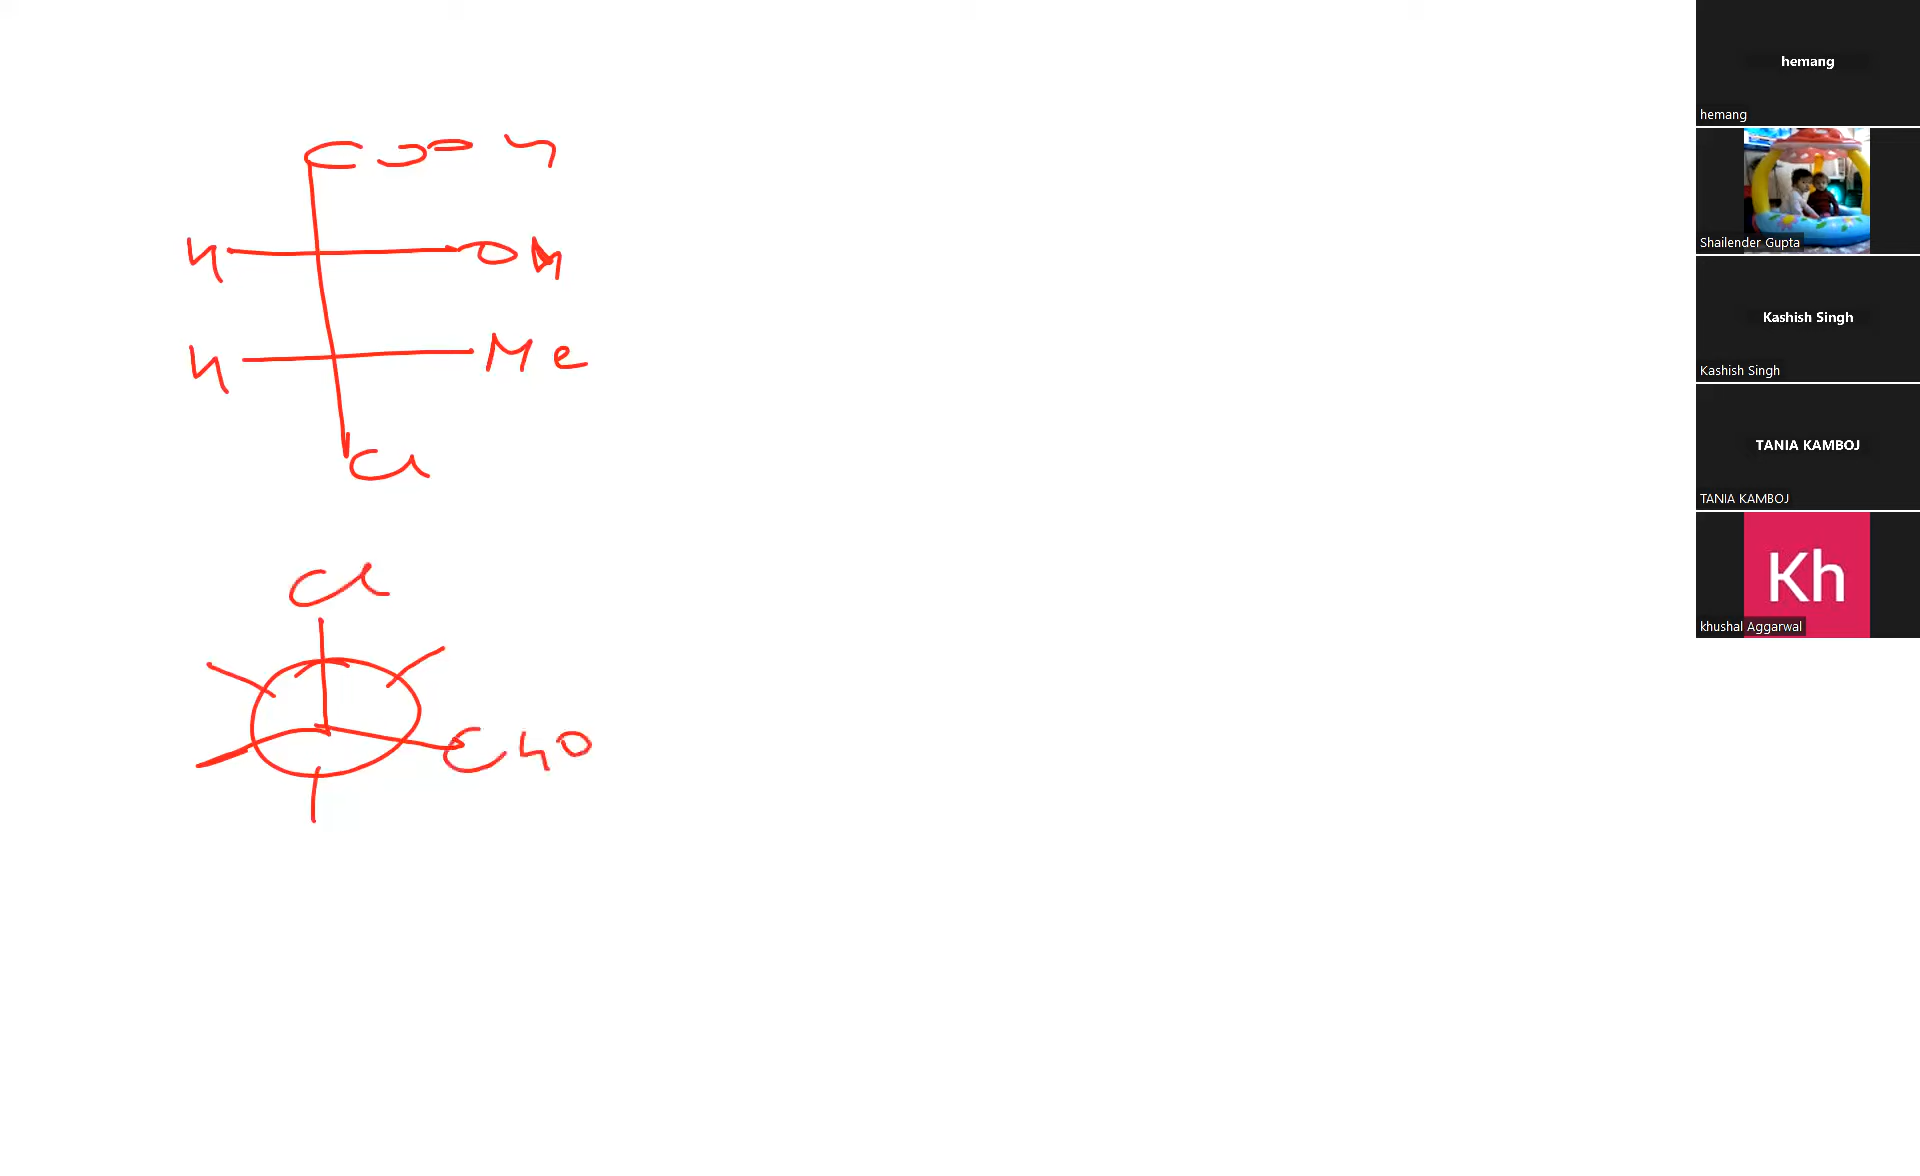 COOH
H OH
H Me
Cl
Cl
CHO
hemang
hemang
Shailender Gupta
Kashish Singh
Kashish Singh
TANIA KAMBOJ
TANIA KAMBOJ
Kh
khushal Aggarwal